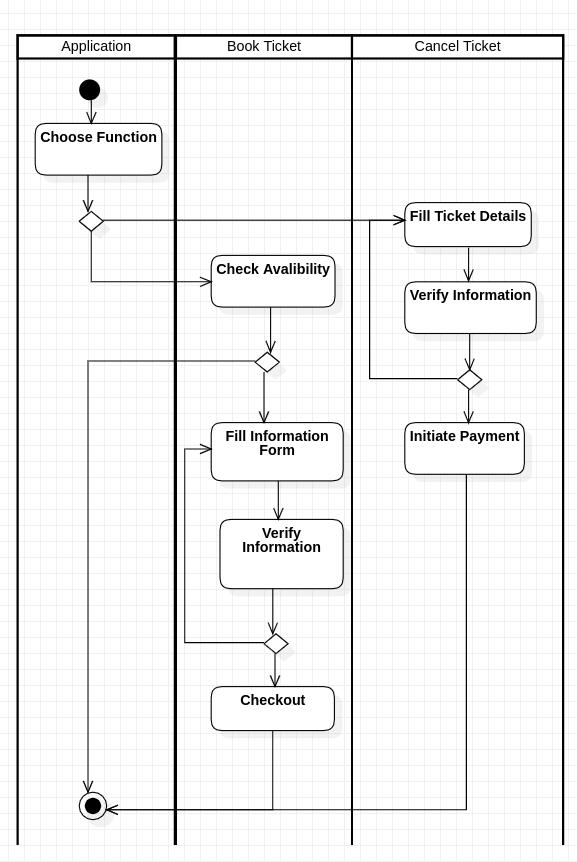 Application
Book Ticket
Cancel Ticket
Choose Function
Fill Ticket Details
Check Avalibility
Verify Information
Fill Information
Form
Initiate Payment
Verify
Information
Checkout